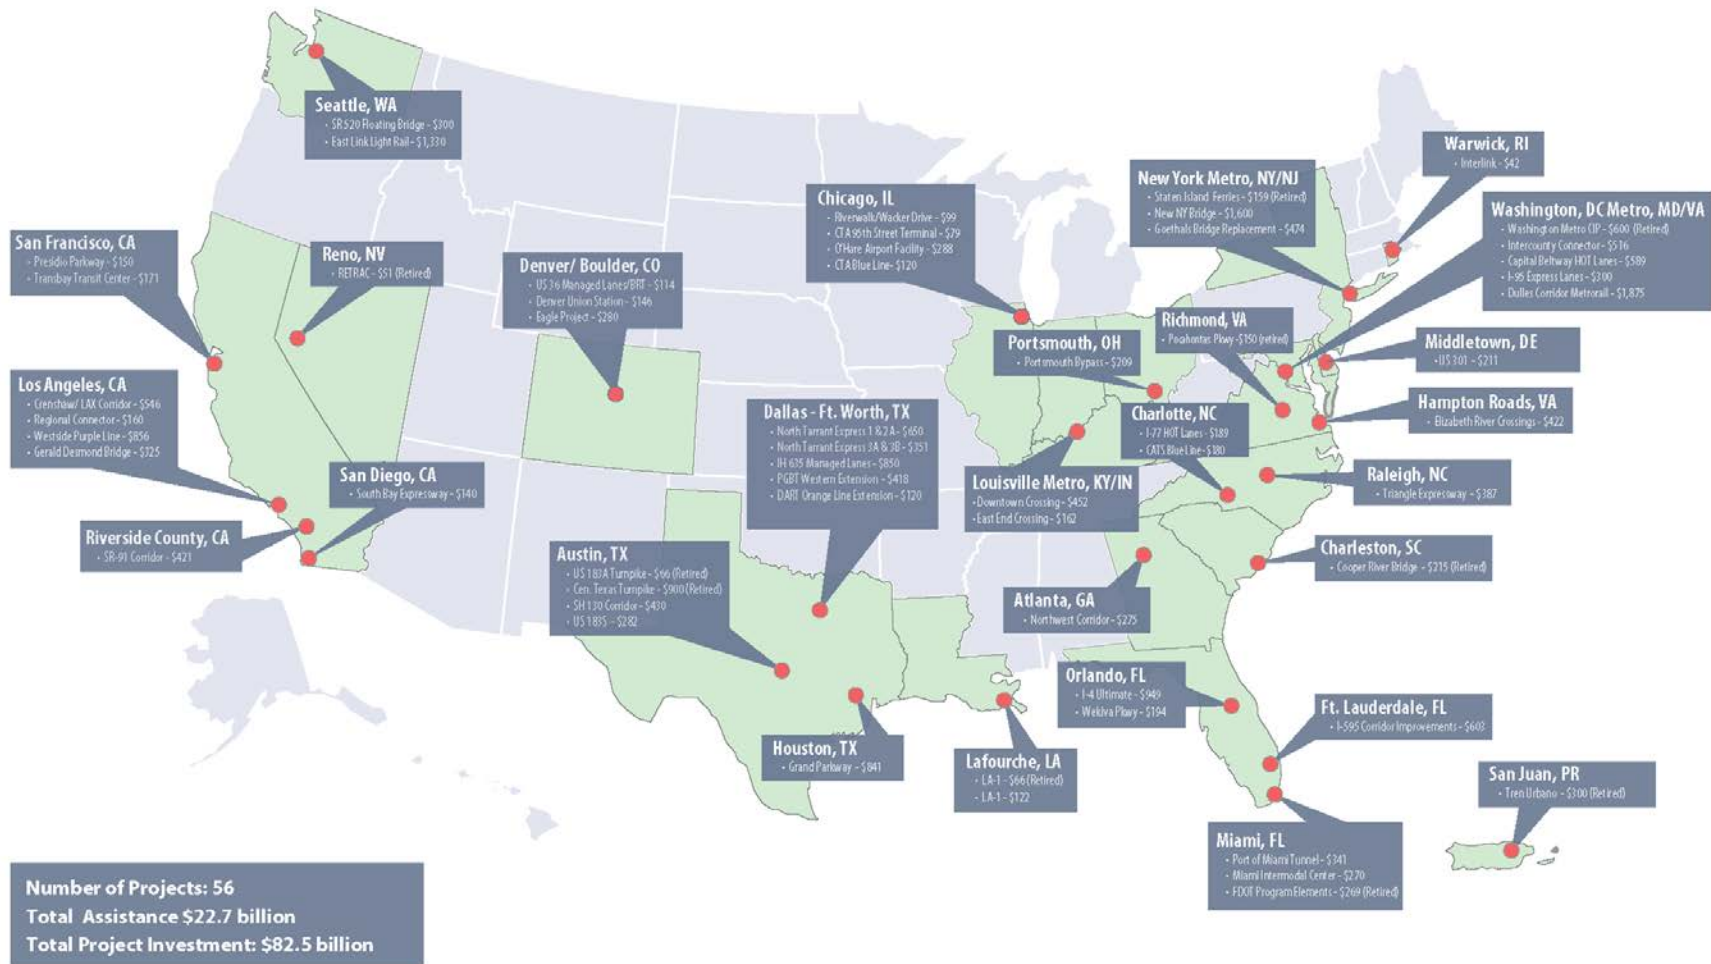 Seattle, WA
• SR 520 Floating Bridge - $300
• East Link Light Rail - $1,330
San Francisco, CA
• Presidio Parkway - $150
• Transbay Transit Center - $171
Reno, NV
• RETRAC - $51 (Retired)
Denver/ Boulder, CO
• US 36 Managed Lanes/BRT - $114
• Denver Union Station - $146
• Eagle Project - $280
Chicago, IL
• Riverwalk/Wacker Drive - $99
• CTA 95th Street Terminal - $79
• O'Hare Airport Facility - $288
• CTA Blue Line- $120
New York Metro, NY/NJ
• Staten Island Ferries - $159 (Retired)
• New NY Bridge - $1,600
• Goethals Bridge Replacement - $474
Warwick, RI
• Interlink - $42
Washington, DC Metro, MD/VA
• Washington Metro CIP - $600 (Retired)
• Intercounty Connector - $516
• Capital Beltway HOT Lanes - $589
• I-95 Express Lanes - $300
• Dulles Corridor Metrorail - $1,875
Los Angeles, CA
• Crenshaw/ LAX Corridor - $546
• Regional Connector - $160
• Westside Purple Line - $856
• Gerald Desmond Bridge - $325
San Diego, CA
• South Bay Expressway - $140
Riverside County, CA
• SR-91 Corridor - $421
Portsmouth, OH
• Portsmouth Bypass - $209
Richmond, VA
• Pocahontas Pkwy -$150 (retired)
Middletown, DE
•US 301 - $211
Hampton Roads, VA
• Elizabeth River Crossings - $422
Dallas - Ft. Worth, TX
• North Tarrant Express 1 & 2A - $650
• North Tarrant Express 3A & 3B - $351
• IH 635 Managed Lanes - $850
• PGBT Western Extension - $418
• DART Orange Line Extension - $120
Charlotte, NC
• I-77 HOT Lanes - $189
• CATS Blue Line- $180
Louisville Metro, KY/IN
•Downtown Crossing - $452
•East End Crossing - $162
Raleigh, NC
• Triangle Expressway - $387
Charleston, SC
• Cooper River Bridge - $215 (Retired)
Austin, TX
• US 183A Turnpike - $66 (Retired)
• Cen. Texas Turnpike - $900 (Retired)
• SH 130 Corridor - $430
• US 183S - $282
Atlanta, GA
• Northwest Corridor - $275
Orlando, FL
• I-4 Ultimate - $949
• Wekiva Pkwy - $194
Ft. Lauderdale, FL
• I-595 Corridor Improvements - $603
Houston, TX
• Grand Parkway - $841
Lafourche, LA
• LA-1 - $66 (Retired)
• LA-1 - $122
San Juan, PR
• Tren Urbano - $300 (Retired)
Miami, FL
• Port of Miami Tunnel - $341
• Miami Intermodal Center - $270
• FDOT Program Elements - $269 (Retired)
Number of Projects: 56
Total Assistance $22.7 billion
Total Project Investment: $82.5 billion